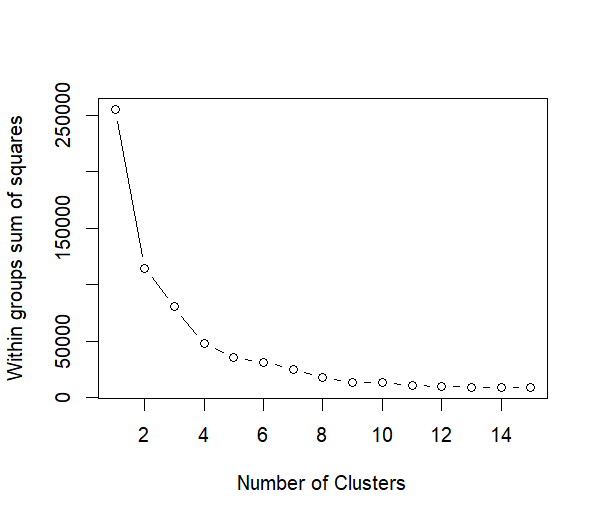 Within groups sum of squares
250000
150000
50000
0
2 4 6 8 10 12 14
Number of Clusters